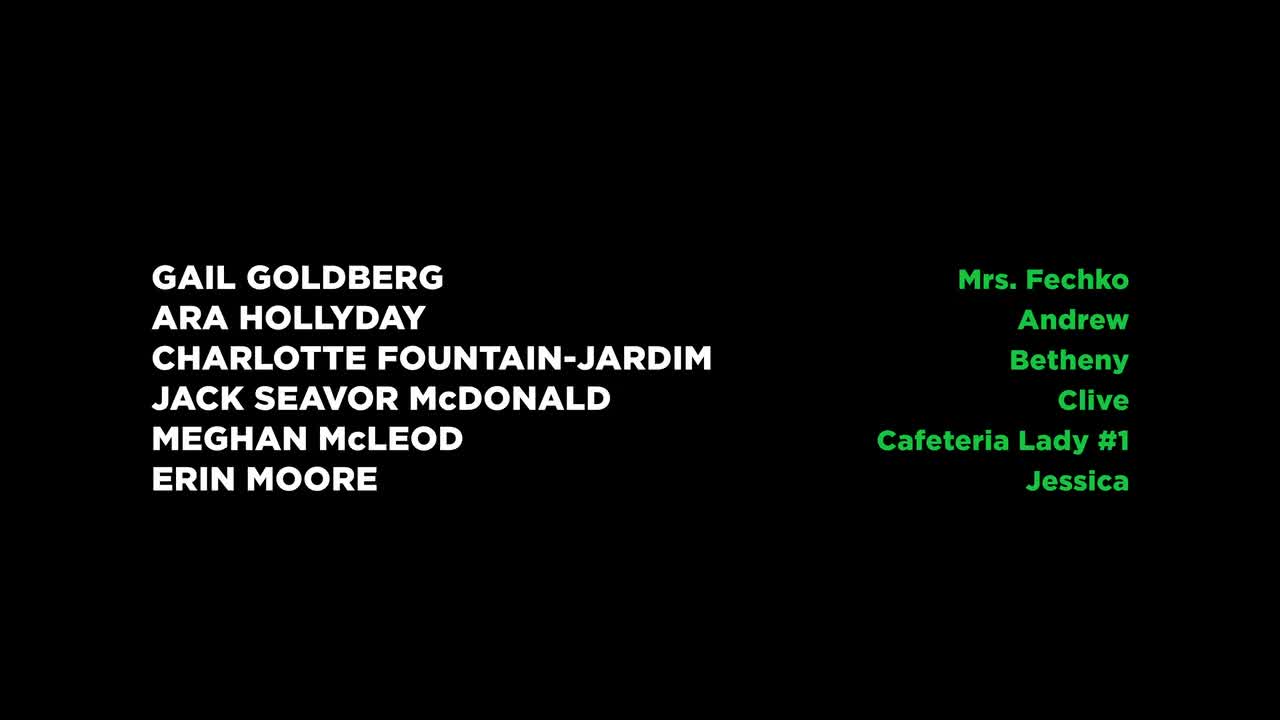 GAIL GOLDBERG Mrs. Fechko
ARA HOLLYDAY Andrew
CHARLOTTE FOUNTAIN-JARDIM Betheny
JACK SEAVOR McDONALD Clive
MEGHAN McLEOD Cafeteria Lady #1
ERIN MOORE Jessica